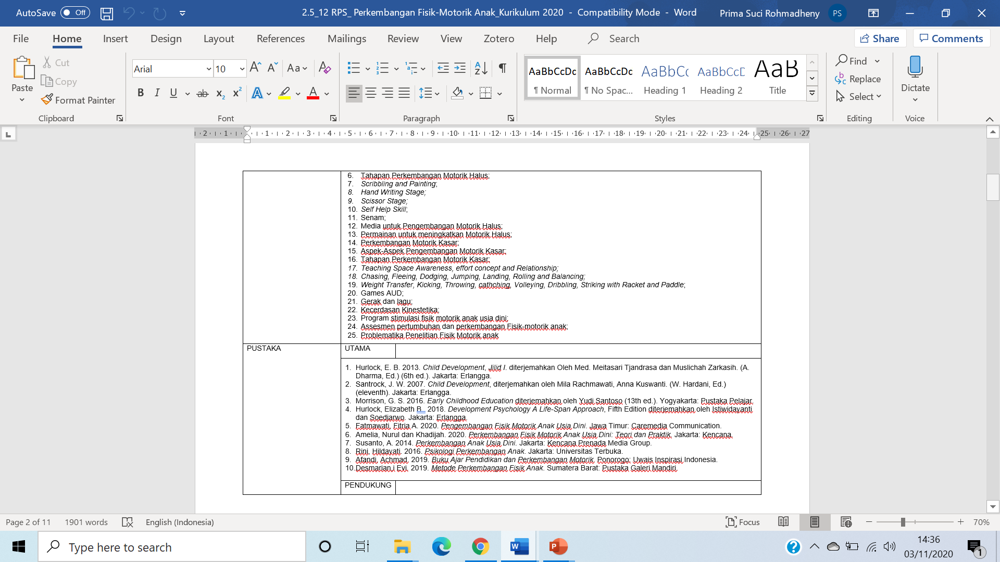 AutoSave Off 2.5_12 RPS_ Perkembangan Fisik-Motorik Anak_Kurikulum 2020 - Compatibility Mode - Word Prima Suci Rohmadheny PS
File Home Insert Design Layout References Mailings Review View Zotero Help Search Share Comments
Paste Cut Copy Format Painter
Arial 10
AaBbCcDc AaBbCcDc AaBbCc AaBbCcD AaB
¶ Normal ¶ No Spac... Heading 1 Heading 2 Title
Find Replace Select Dictate
Clipboard Font Paragraph Styles Editing Voice
2 1 1 2 3 4 5 6 7 8 9 10 11 12 13 14 15 16 17 18 19 20 21 22 23 24 25 26 27
6. Tahapan Perkembangan Motorik Halus;
7. Scribbling and Painting;
8. Hand Writing Stage;
9. Scissor Stage;
10. Self Help Skill;
11. Senam;
12. Media untuk Pengembangan Motorik Halus;
13. Permainan untuk meningkatkan Motorik Halus;
14. Perkembangan Motorik Kasar;
15. Aspek-Aspek Pengembangan Motorik Kasar;
16. Tahapan Perkembangan Motorik Kasar;
17. Teaching Space Awareness, effort concept and Relationship;
18. Chasing, Fleeing, Dodging, Jumping, Landing, Rolling and Balancing;
19. Weight Transfer, Kicking, Throwing, cathching, Volleying, Dribbling, Striking with Racket and Paddle;
20. Games AUD;
21. Gerak dan lagu;
22. Kecerdasan Kinestetika;
23. Program stimulasi fisik motorik anak usia dini;
24. Assesmen pertumbuhan dan perkembangan Fisik-motorik anak;
25. Problematika Penelitian Fisik Motorik anak
PUSTAKA UTAMA
1. Hurlock, E. B. 2013. Child Development, Jilid I. diterjemahkan Oleh Med. Meitasari Tjandrasa dan Muslichah Zarkasih. (A.
Dharma, Ed.) (6th ed.). Jakarta: Erlangga.
2. Santrock, J. W. 2007. Child Development, diterjemahkan oleh Mila Rachmawati, Anna Kuswanti. (W. Hardani, Ed.)
(eleventh). Jakarta: Erlangga.
3. Morrison, G. S. 2016. Early Childhood Education diterjemahkan oleh Yudi Santoso (13th ed.). Yogyakarta: Pustaka Pelajar.
4. Hurlock, Elizabeth B. 2018. Development Psychology A Life-Span Approach, Fifth Edition diterjemahkan oleh Istiwidayanti
dan Soedjarwo. Jakarta: Erlangga.
5. Fatmawati, Fitria A. 2020. Pengembangan Fisik Motorik Anak Usia Dini. Jawa Timur: Caremedia Communication.
6. Amelia, Nurul dan Khadijah. 2020. Perkembangan Fisik Motorik Anak Usia Dini: Teori dan Praktik. Jakarta: Kencana.
7. Susanto, A. 2014. Perkembangan Anak Usia Dini. Jakarta: Kencana Prenada Media Group.
8. Rini, Hildayati. 2016. Psikologi Perkembangan Anak. Jakarta: Universitas Terbuka.
9. Afandi, Achmad. 2019. Buku Ajar Pendidikan dan Perkembangan Motorik. Ponorogo: Uwais Inspirasi Indonesia.
10. Desmarian,i Evi. 2019. Metode Perkembangan Fisik Anak. Sumatera Barat: Pustaka Galeri Mandiri.
PENDUKUNG
Page 2 of 11 1901 words English (Indonesia) Focus 70%
Type here to search 14:36
03/11/2020 1